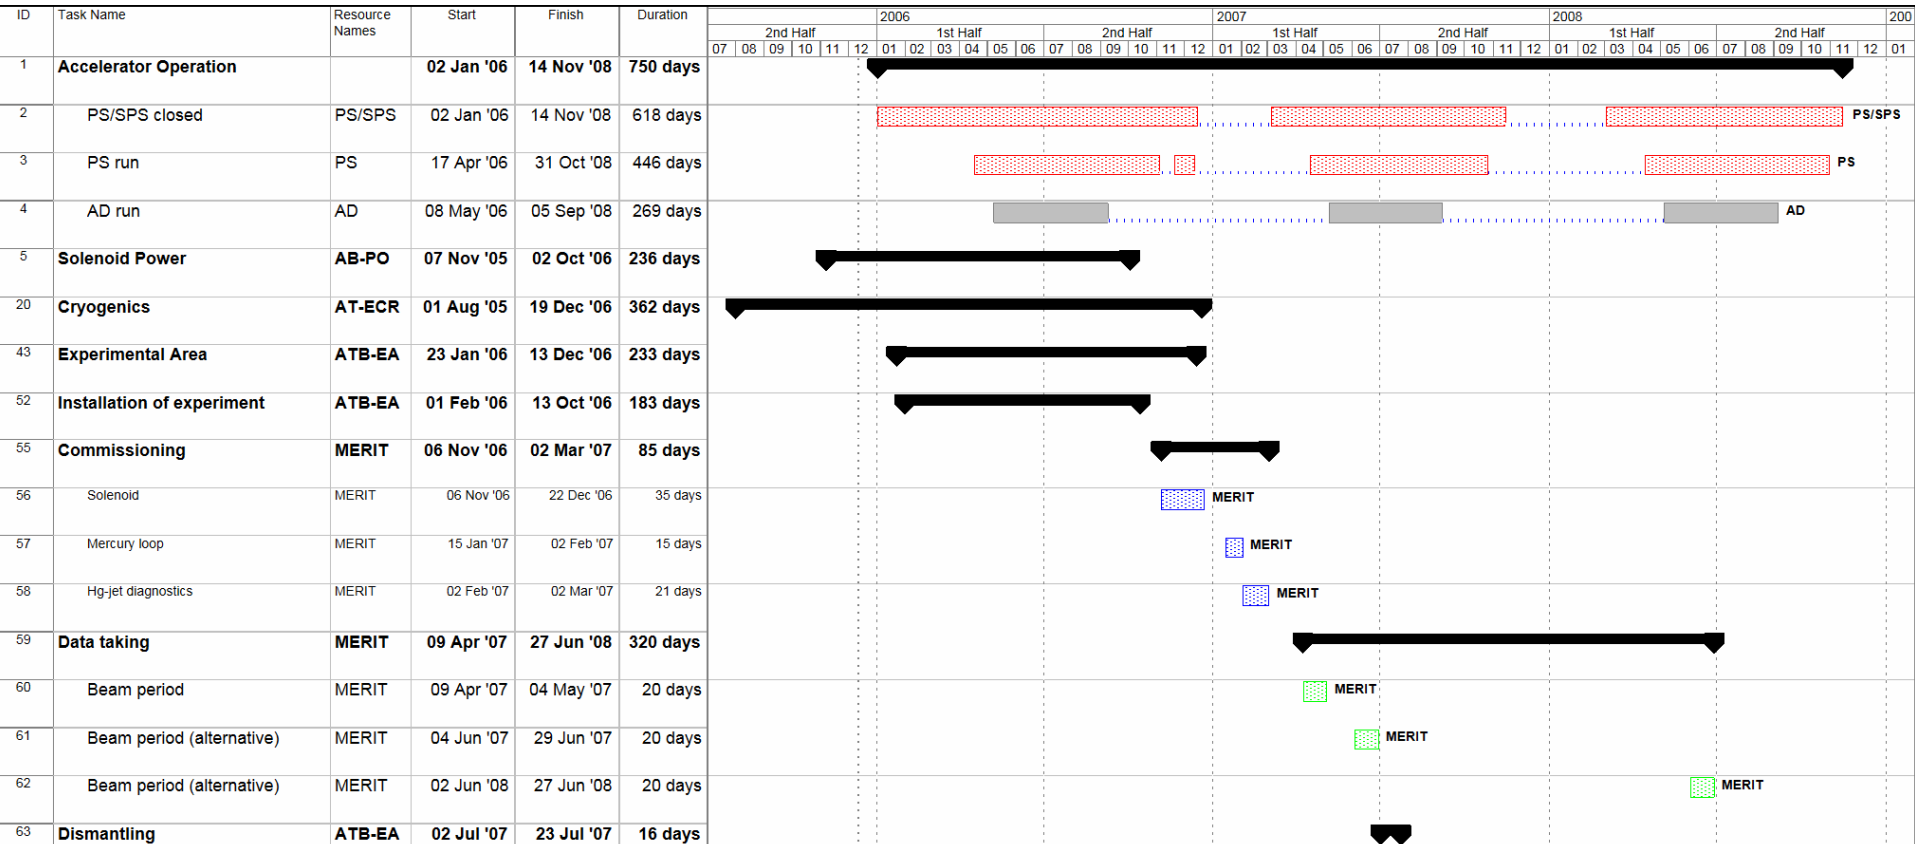 ID Task Name Resource Names Start Finish Duration
2006 2007 2008 200
2nd Half 1st Half 2nd Half 1st Half 2nd Half 1st Half 2nd Half
07 08 09 10 11 12 01 02 03 04 05 06 07 08 09 10 11 12 01 02 03 04 05 06 07 08 09 10 11 12 01 02 03 04 05 06 07 08 09 10 11 12 01
1 Accelerator Operation 02 Jan '06 14 Nov '08 750 days
2 PS/SPS closed PS/SPS 02 Jan '06 14 Nov '08 618 days PS/SPS
3 PS run PS 17 Apr '06 31 Oct '08 446 days PS
4 AD run AD 08 May '06 05 Sep '08 269 days AD
5 Solenoid Power AB-PO 07 Nov '05 02 Oct '06 236 days
20 Cryogenics AT-ECR 01 Aug '05 19 Dec '06 362 days
43 Experimental Area ATB-EA 23 Jan '06 13 Dec '06 233 days
52 Installation of experiment ATB-EA 01 Feb '06 13 Oct '06 183 days
55 Commissioning MERIT 06 Nov '06 02 Mar '07 85 days
56 Solenoid MERIT 06 Nov '06 22 Dec '06 35 days MERIT
57 Mercury loop MERIT 15 Jan '07 02 Feb '07 15 days MERIT
58 Hg-jet diagnostics MERIT 02 Feb '07 02 Mar '07 21 days MERIT
59 Data taking MERIT 09 Apr '07 27 Jun '08 320 days
60 Beam period MERIT 09 Apr '07 04 May '07 20 days MERIT
61 Beam period (alternative) MERIT 04 Jun '07 29 Jun '07 20 days MERIT
62 Beam period (alternative) MERIT 02 Jun '08 27 Jun '08 20 days MERIT
63 Dismantling ATB-EA 02 Jul '07 23 Jul '07 16 days